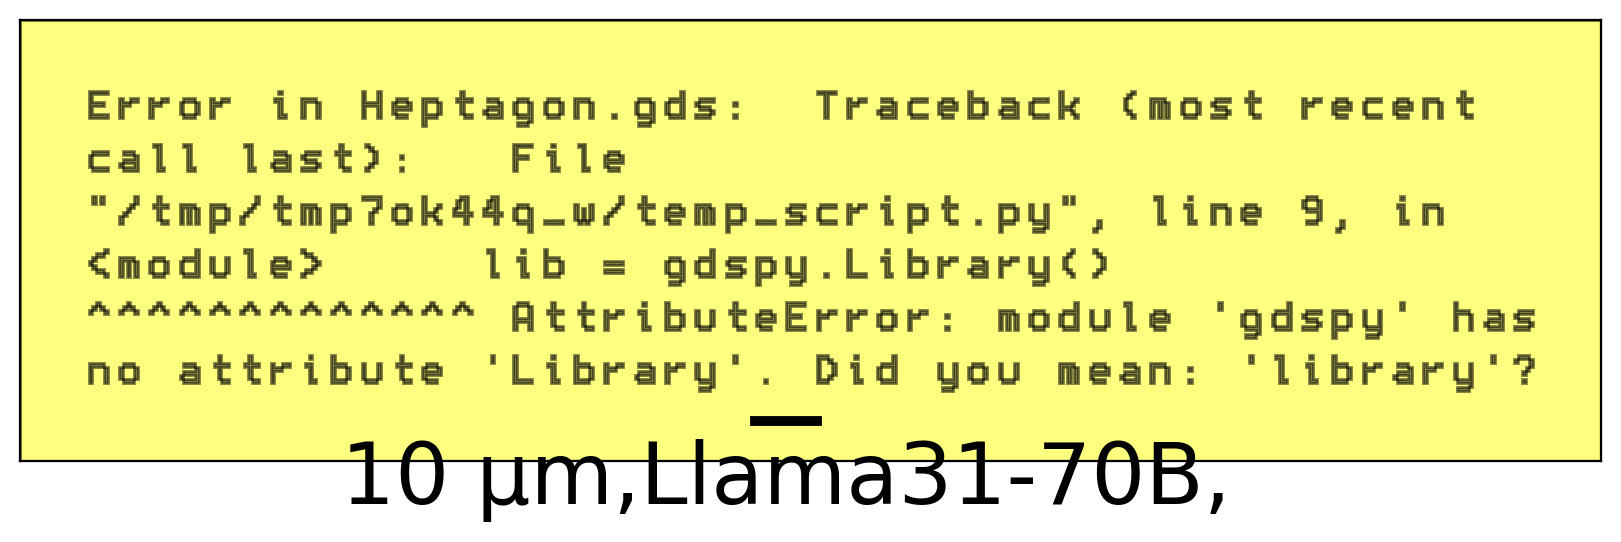 Error in Heptagon.gds:  Traceback (most recent
call last):   File
"/tmp/tmp7ok44q_w/temp_script.py", line 9, in
<module>     lib = gdspy.Library()
^^^^^^^^^^^^^ AttributeError: module 'gdspy' has
no attribute 'Library'. Did you mean: 'library'?
10 μm,Llama31-70B,